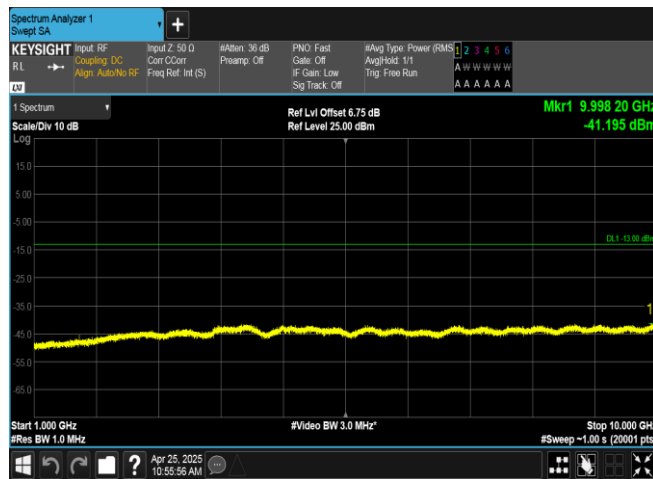 Spectrum Analyzer 1
Swept SA
KEYSIGHT
RL
LXI
Input: RF
Coupling: DC
Align: Auto/No RF
Input Z: 50 Ω
Corr CCorr
Freq Ref: Int (S)
#Atten: 36 dB
Preamp: Off
PNO: Fast
Gate: Off
IF Gain: Low
Sig Track: Off
#Avg Type: Power (RMS
Avg|Hold: 1/1
Trig: Free Run
1 2 3 4 5 6
A W W W W W
A A A A A A
1 Spectrum
Scale/Div 10 dB
Log
Ref Lvl Offset 6.75 dB
Ref Level 25.00 dBm
Mkr1 9.998 20 GHz
-41.195 dBm
15.0
5.00
-5.00
DL1 -13.00 dBm
-15.0
-25.0
-35.0
1
-45.0
-55.0
-65.0
Start 1.000 GHz
#Res BW 1.0 MHz
#Video BW 3.0 MHz*
Stop 10.000 GHz
#Sweep ~1.00 s (20001 pts
?
Apr 25, 2025
10:55:56 AM